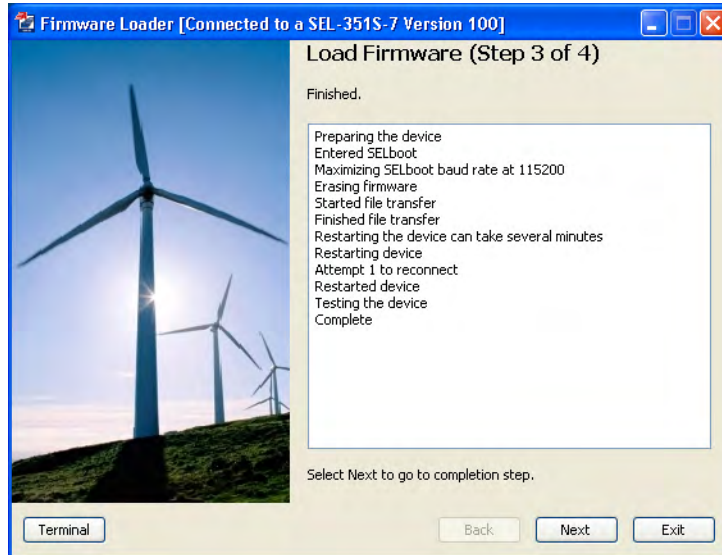 Firmware Loader [Connected to a SEL-351S-7 Version 100]
Load Firmware (Step 3 of 4)
Finished.
Preparing the device
Entered SELboot
Maximizing SELboot baud rate at 115200
Erasing firmware
Started file transfer
Finished file transfer
Restarting the device can take several minutes
Restarting device
Attempt 1 to reconnect
Restarted device
Testing the device
Complete
Select Next to go to completion step.
Terminal
Back
Next
Exit